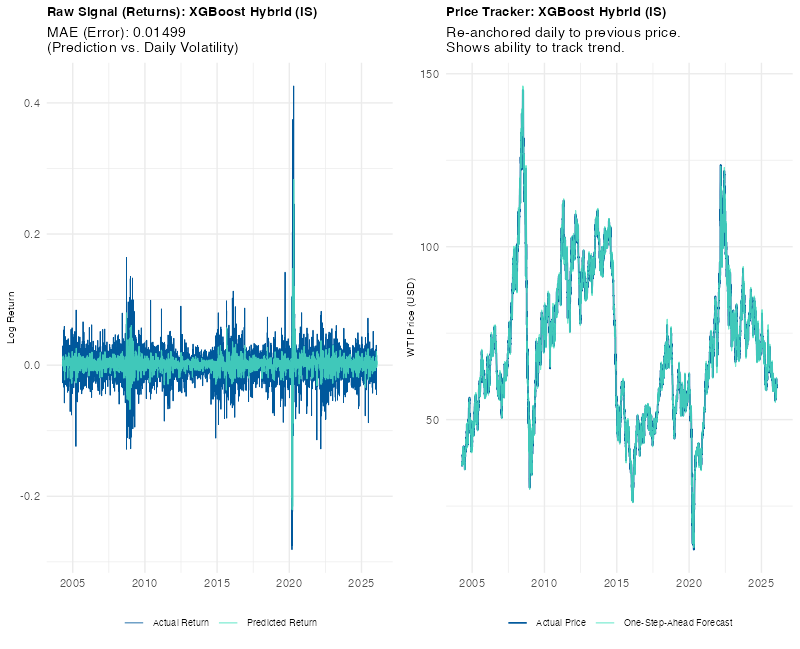 Raw Signal (Returns): XGBoost Hybrid (IS)
MAE (Error): 0.01499
(Prediction vs. Daily Volatility)
Log Return
0.4
0.2
0.0
-0.2
2005
2010
2015
2020
2025
Actual Return
Predicted Return
Price Tracker: XGBoost Hybrid (IS)
Re-anchored daily to previous price.
Shows ability to track trend.
WTI Price (USD)
150
100
50
2005
2010
2015
2020
2025
Actual Price
One-Step-Ahead Forecast